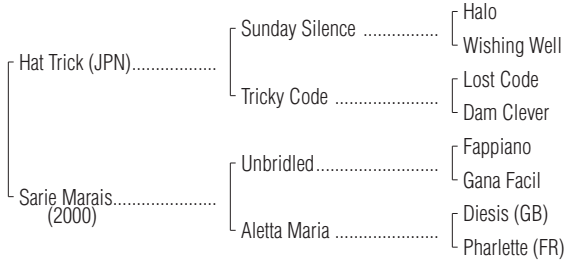 Halo
Sunday Silence ................
Wishing Well
Hat Trick (JPN)..................
Lost Code
Tricky Code ......................
Dam Clever
Fappiano
Unbridled..........................
Gana Facil
Sarie Marais......................
(2000)
Diesis (GB)
Aletta Maria ......................
Pharlette (FR)